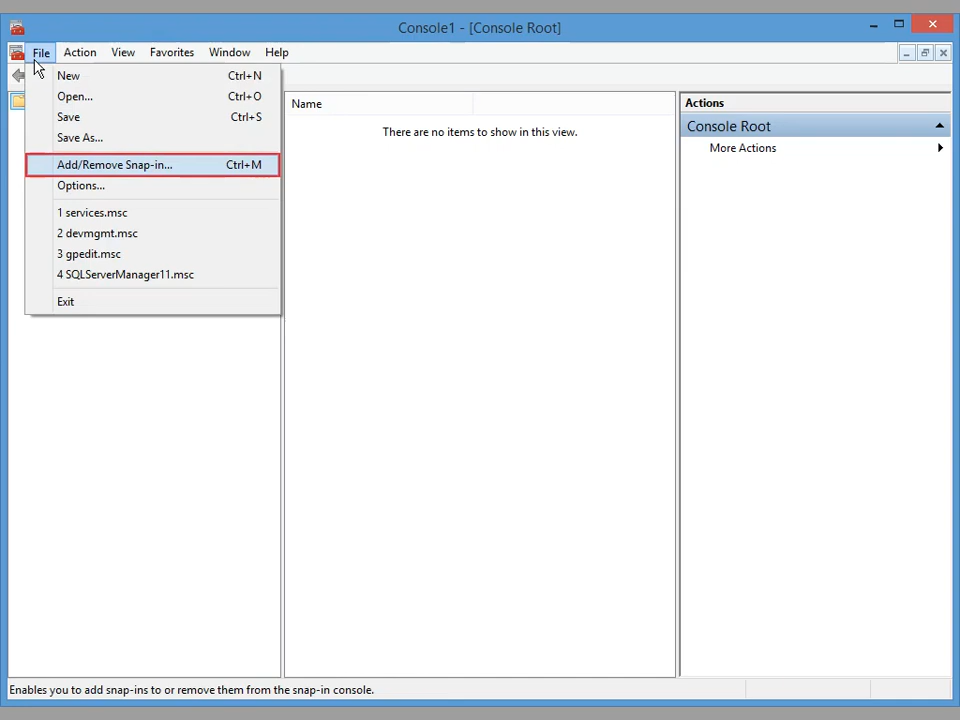 Console1 - [Console Root]
File Action View Favorites Window Help
New Ctrl+N
Open... Ctrl+O
Save Ctrl+S
Save As...
Add/Remove Snap-in... Ctrl+M
Options...
1 services.msc
2 devmgmt.msc
3 gpedit.msc
4 SQLServerManager11.msc
Exit
Name
There are no items to show in this view.
Actions
Console Root
More Actions
Enables you to add snap-ins to or remove them from the snap-in console.